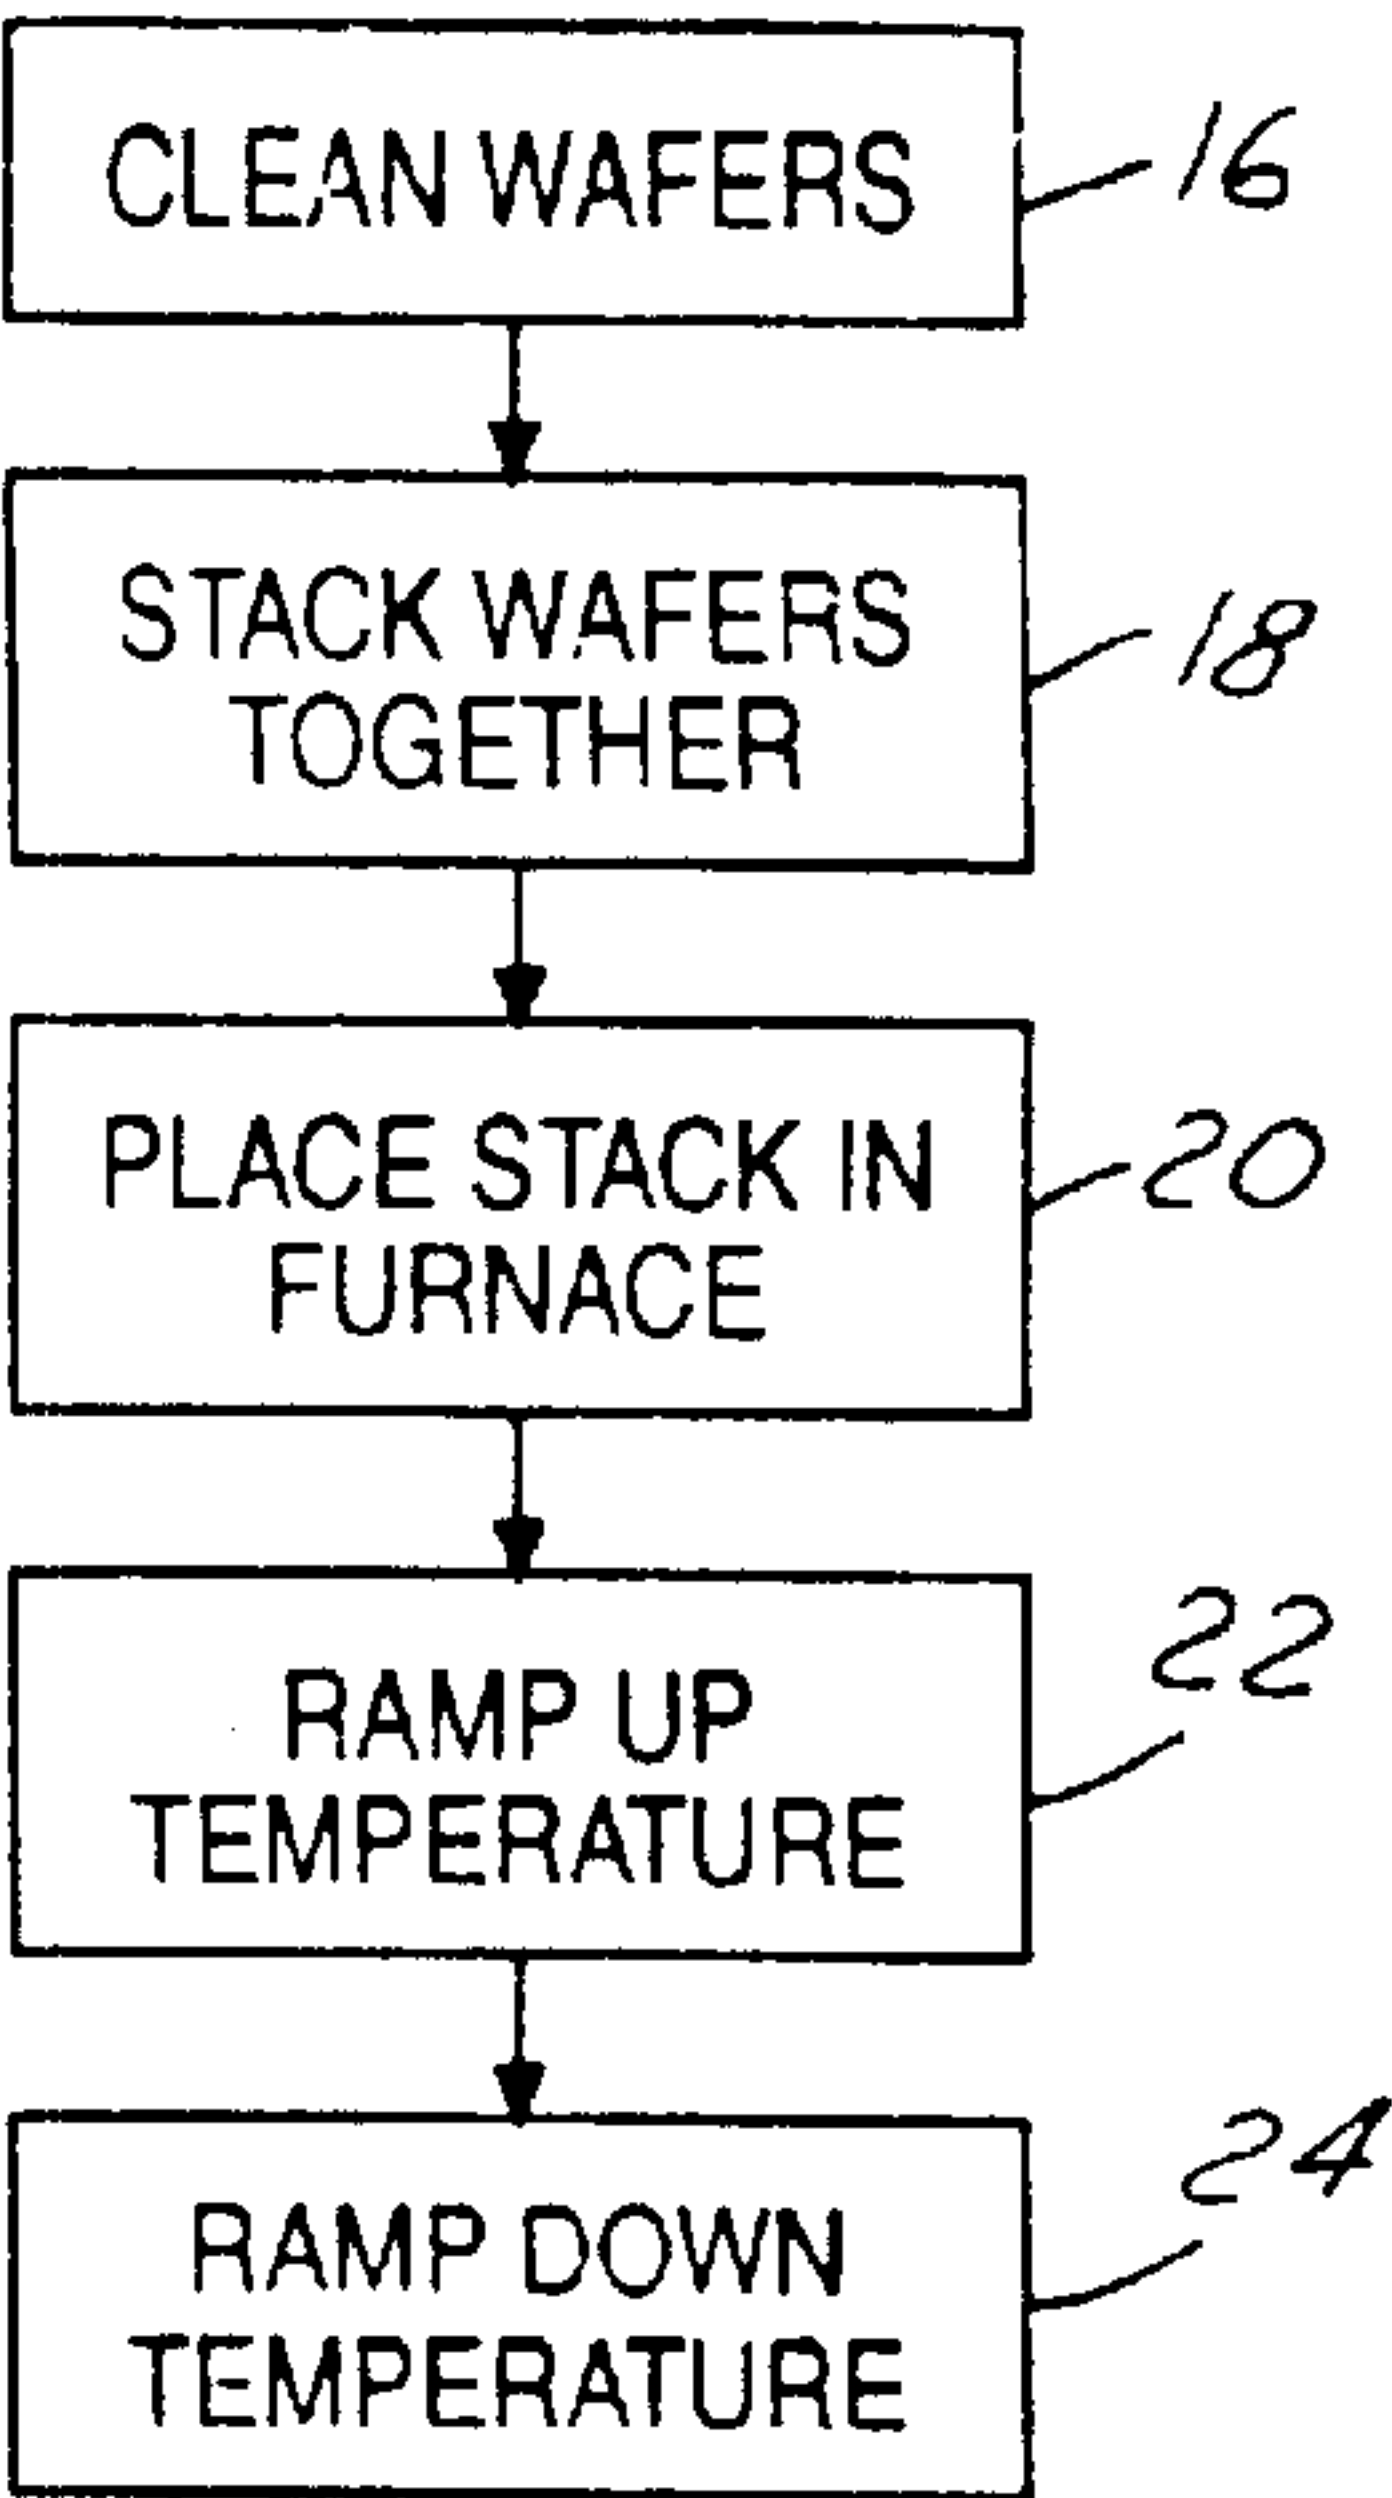 CLEAN WAFERS
16
STACK WAFERS
TOGETHER
18
PLACE STACK IN
FURNACE
20
RAMP UP
TEMPERATURE
22
RAMP DOWN
TEMPERATURE
24